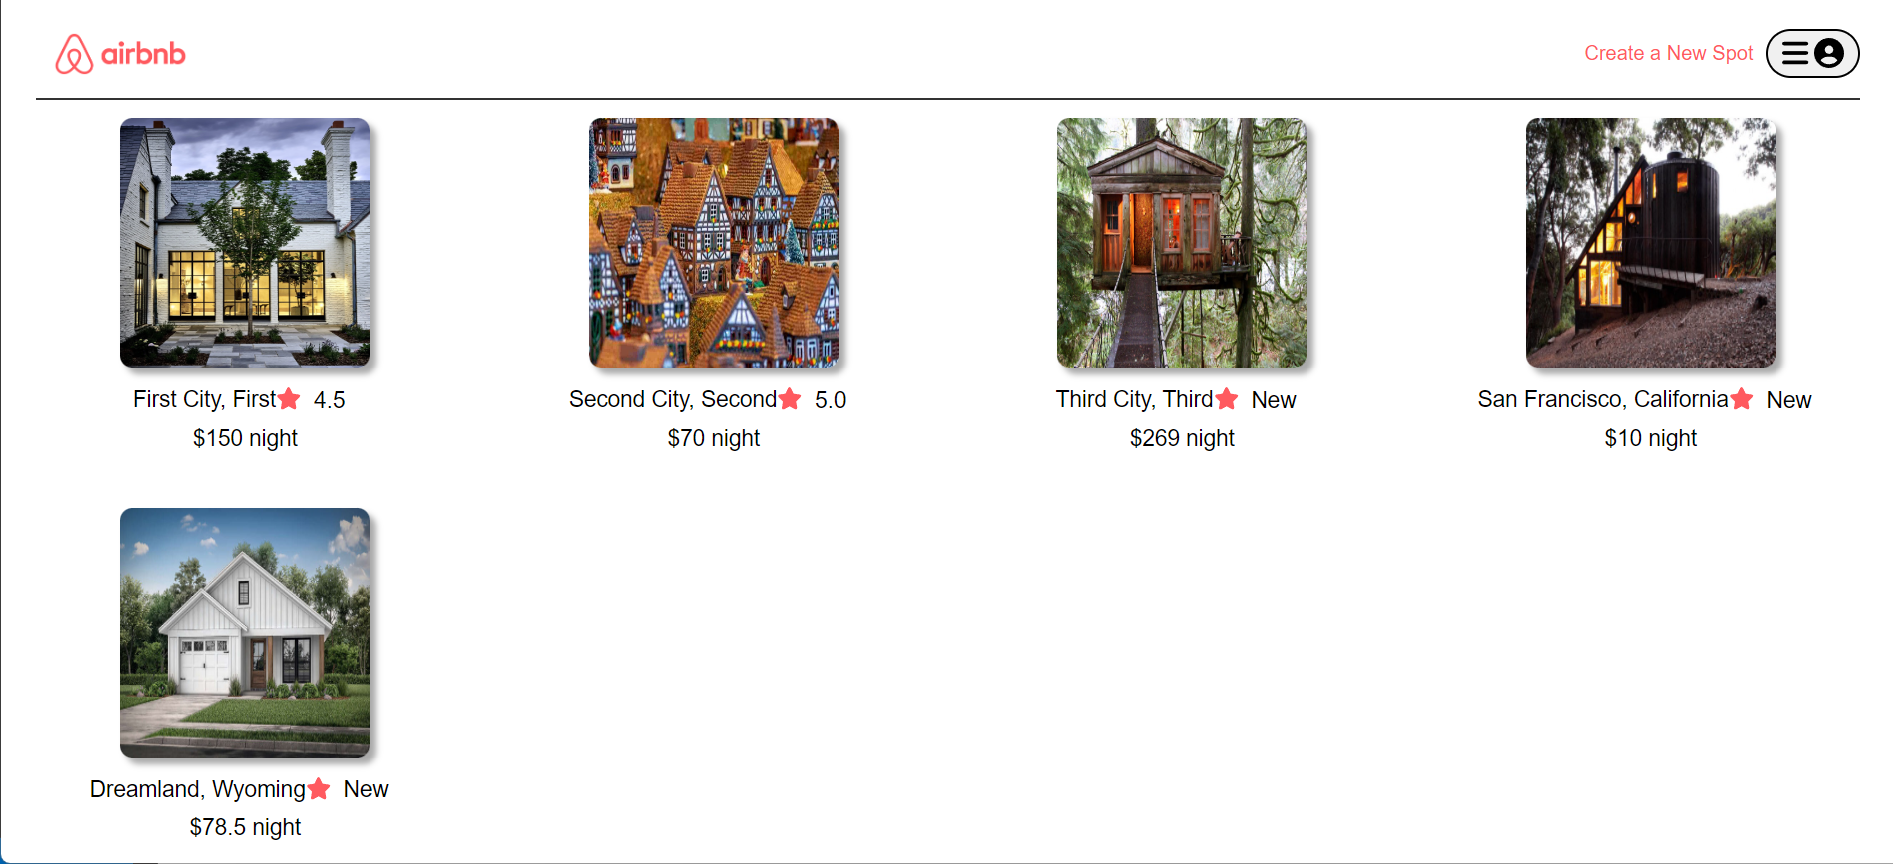 airbnb
Create a New Spot
First City, First 4.5
$150 night
Second City, Second 5.0
$70 night
Third City, Third New
$269 night
San Francisco, California New
$10 night
Dreamland, Wyoming New
$78.5 night